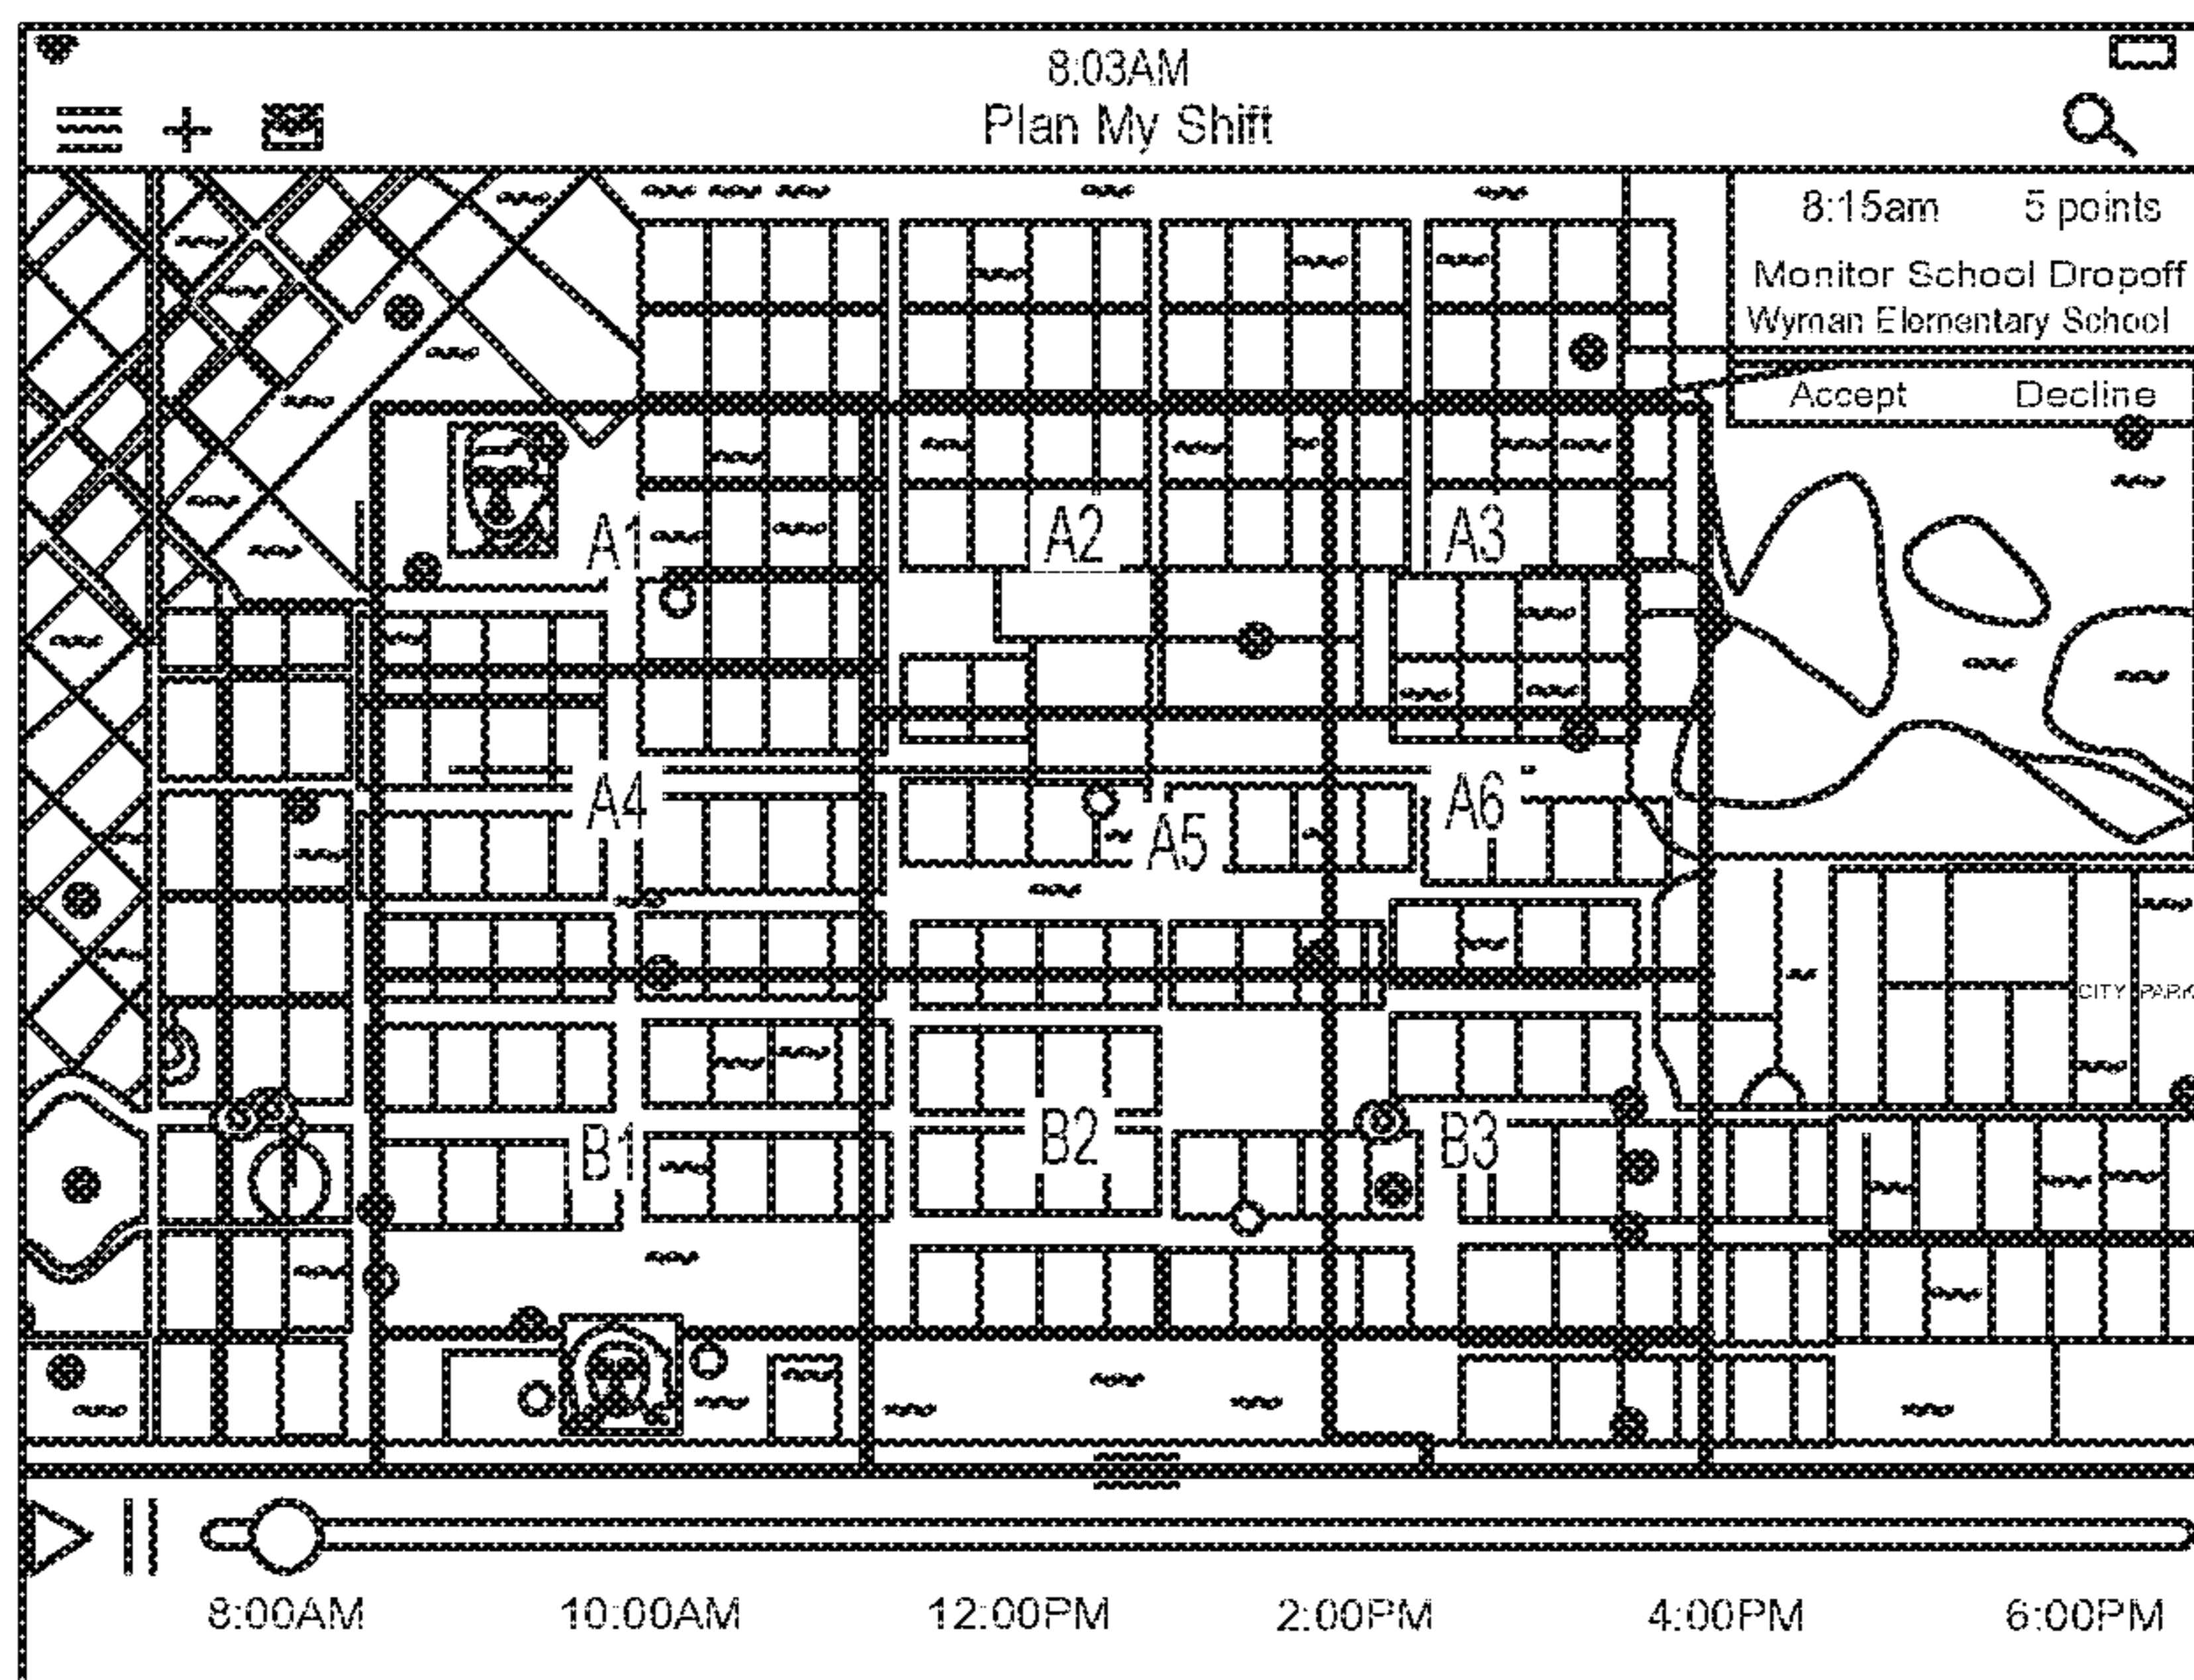 8:03AM
Plan My Shift
8:15am 5 points
Monitor School Dropoff
Wyman Elementary School
Accept Decline
A1 A2 A3
A4 A5 A6
CITY PARK
B1 B2 B3
8:00AM 10:00AM 12:00PM 2:00PM 4:00PM 6:00PM